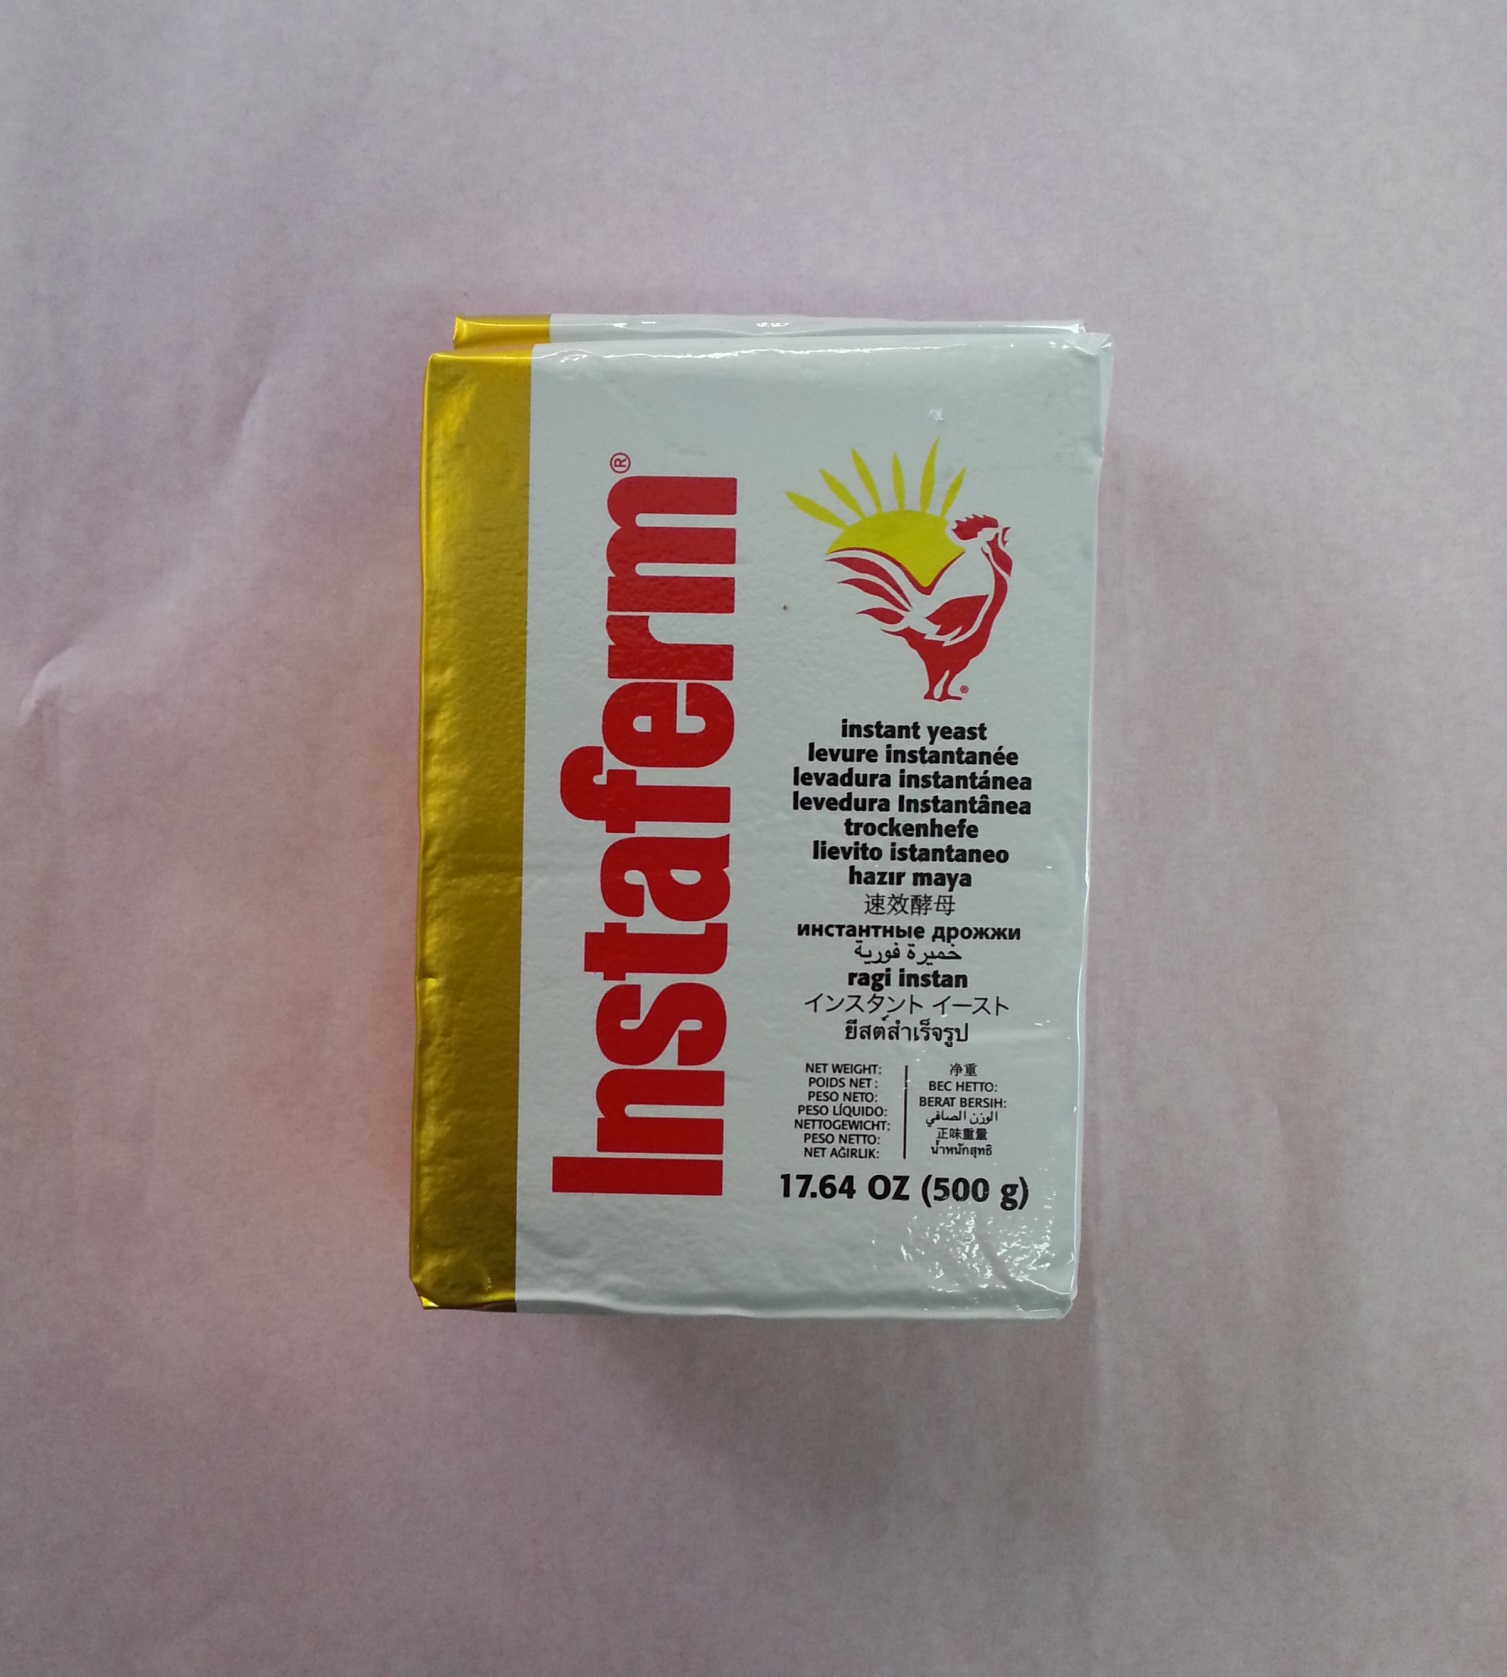 Instaferm®
instant yeast
levure instantanée
levadura instantánea
levedura Instantânea
trockenhefe
lievito istantaneo
hazır maya
速效酵母
инстантные дрожжи
خميرة فورية
ragi instan
インスタント イースト
ยีสต์สำเร็จรูป
NET WEIGHT:
POIDS NET :
PESO NETO:
PESO LÍQUIDO:
NETTOGEWICHT:
PESO NETTO:
NET AĞIRLIK:
净重
ВЕС НЕТТО:
BERAT BERSIH:
الوزن الصافي
正味重量
น้ำหนักสุทธิ
17.64 OZ (500 g)